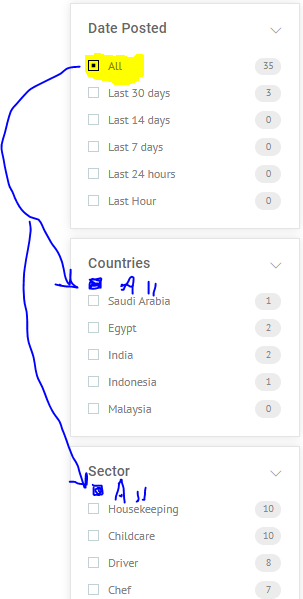 Date Posted
All 35
Last 30 days 3
Last 14 days 0
Last 7 days 0
Last 24 hours 0
Last Hour 0
Countries
All
Saudi Arabia 1
Egypt 2
India 2
Indonesia 1
Malaysia 0
Sector
All
Housekeeping 10
Childcare 10
Driver 8
Chef 7